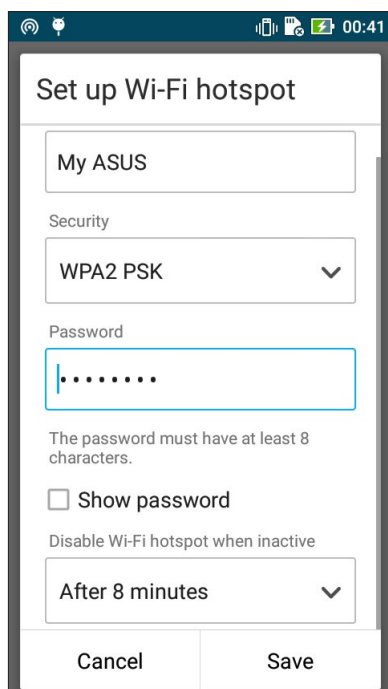 00:41
Set up Wi-Fi hotspot
My ASUS
Security
WPA2 PSK
Password
••••••••
The password must have at least 8
characters.
Show password
Disable Wi-Fi hotspot when inactive
After 8 minutes
Cancel
Save